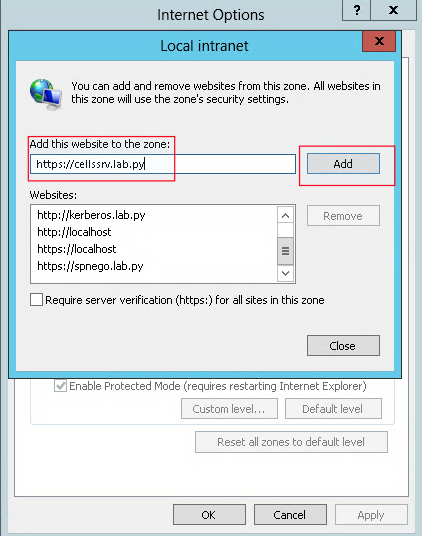 Internet Options
? X
Local intranet
X
You can add and remove websites from this zone. All websites in
this zone will use the zone's security settings.
Add this website to the zone:
https://cellssrv.lab.py
Add
Websites:
http://kerberos.lab.py
http://localhost
https://localhost
https://spnego.lab.py
Remove
Require server verification (https:) for all sites in this zone
Close
Enable Protected Mode (requires restarting Internet Explorer)
Custom level... Default level
Reset all zones to default level
OK Cancel Apply